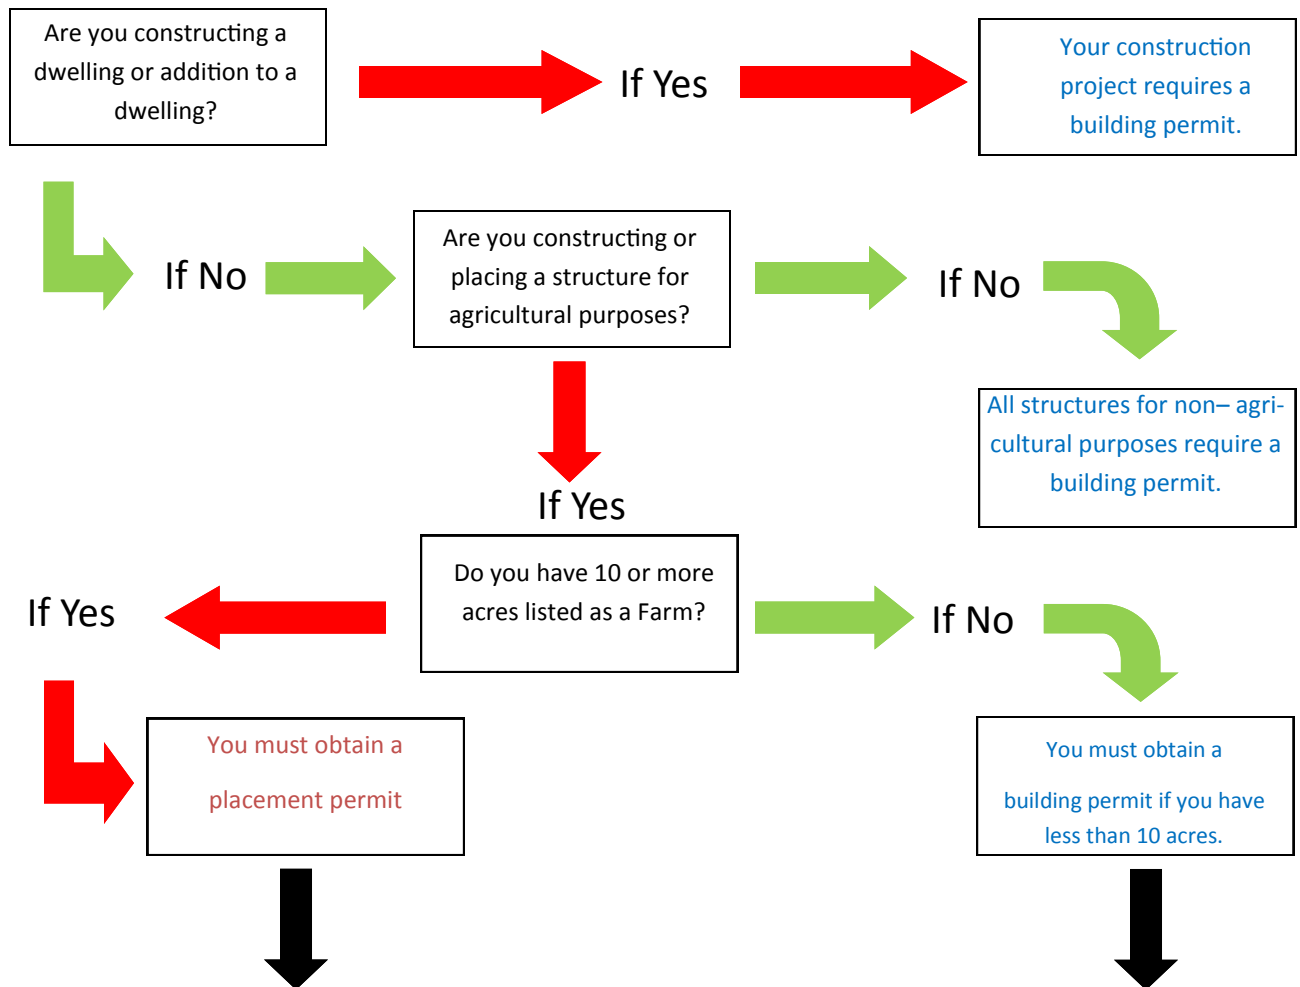 Are you constructing a
dwelling or addition to a
dwelling?
If Yes
Your construction
project requires a
building permit.
If No
Are you constructing or
placing a structure for
agricultural purposes?
If No
All structures for non– agri-
cultural purposes require a
building permit.
If Yes
Do you have 10 or more
acres listed as a Farm?
If Yes
If No
You must obtain a
placement permit
You must obtain a
building permit if you have
less than 10 acres.